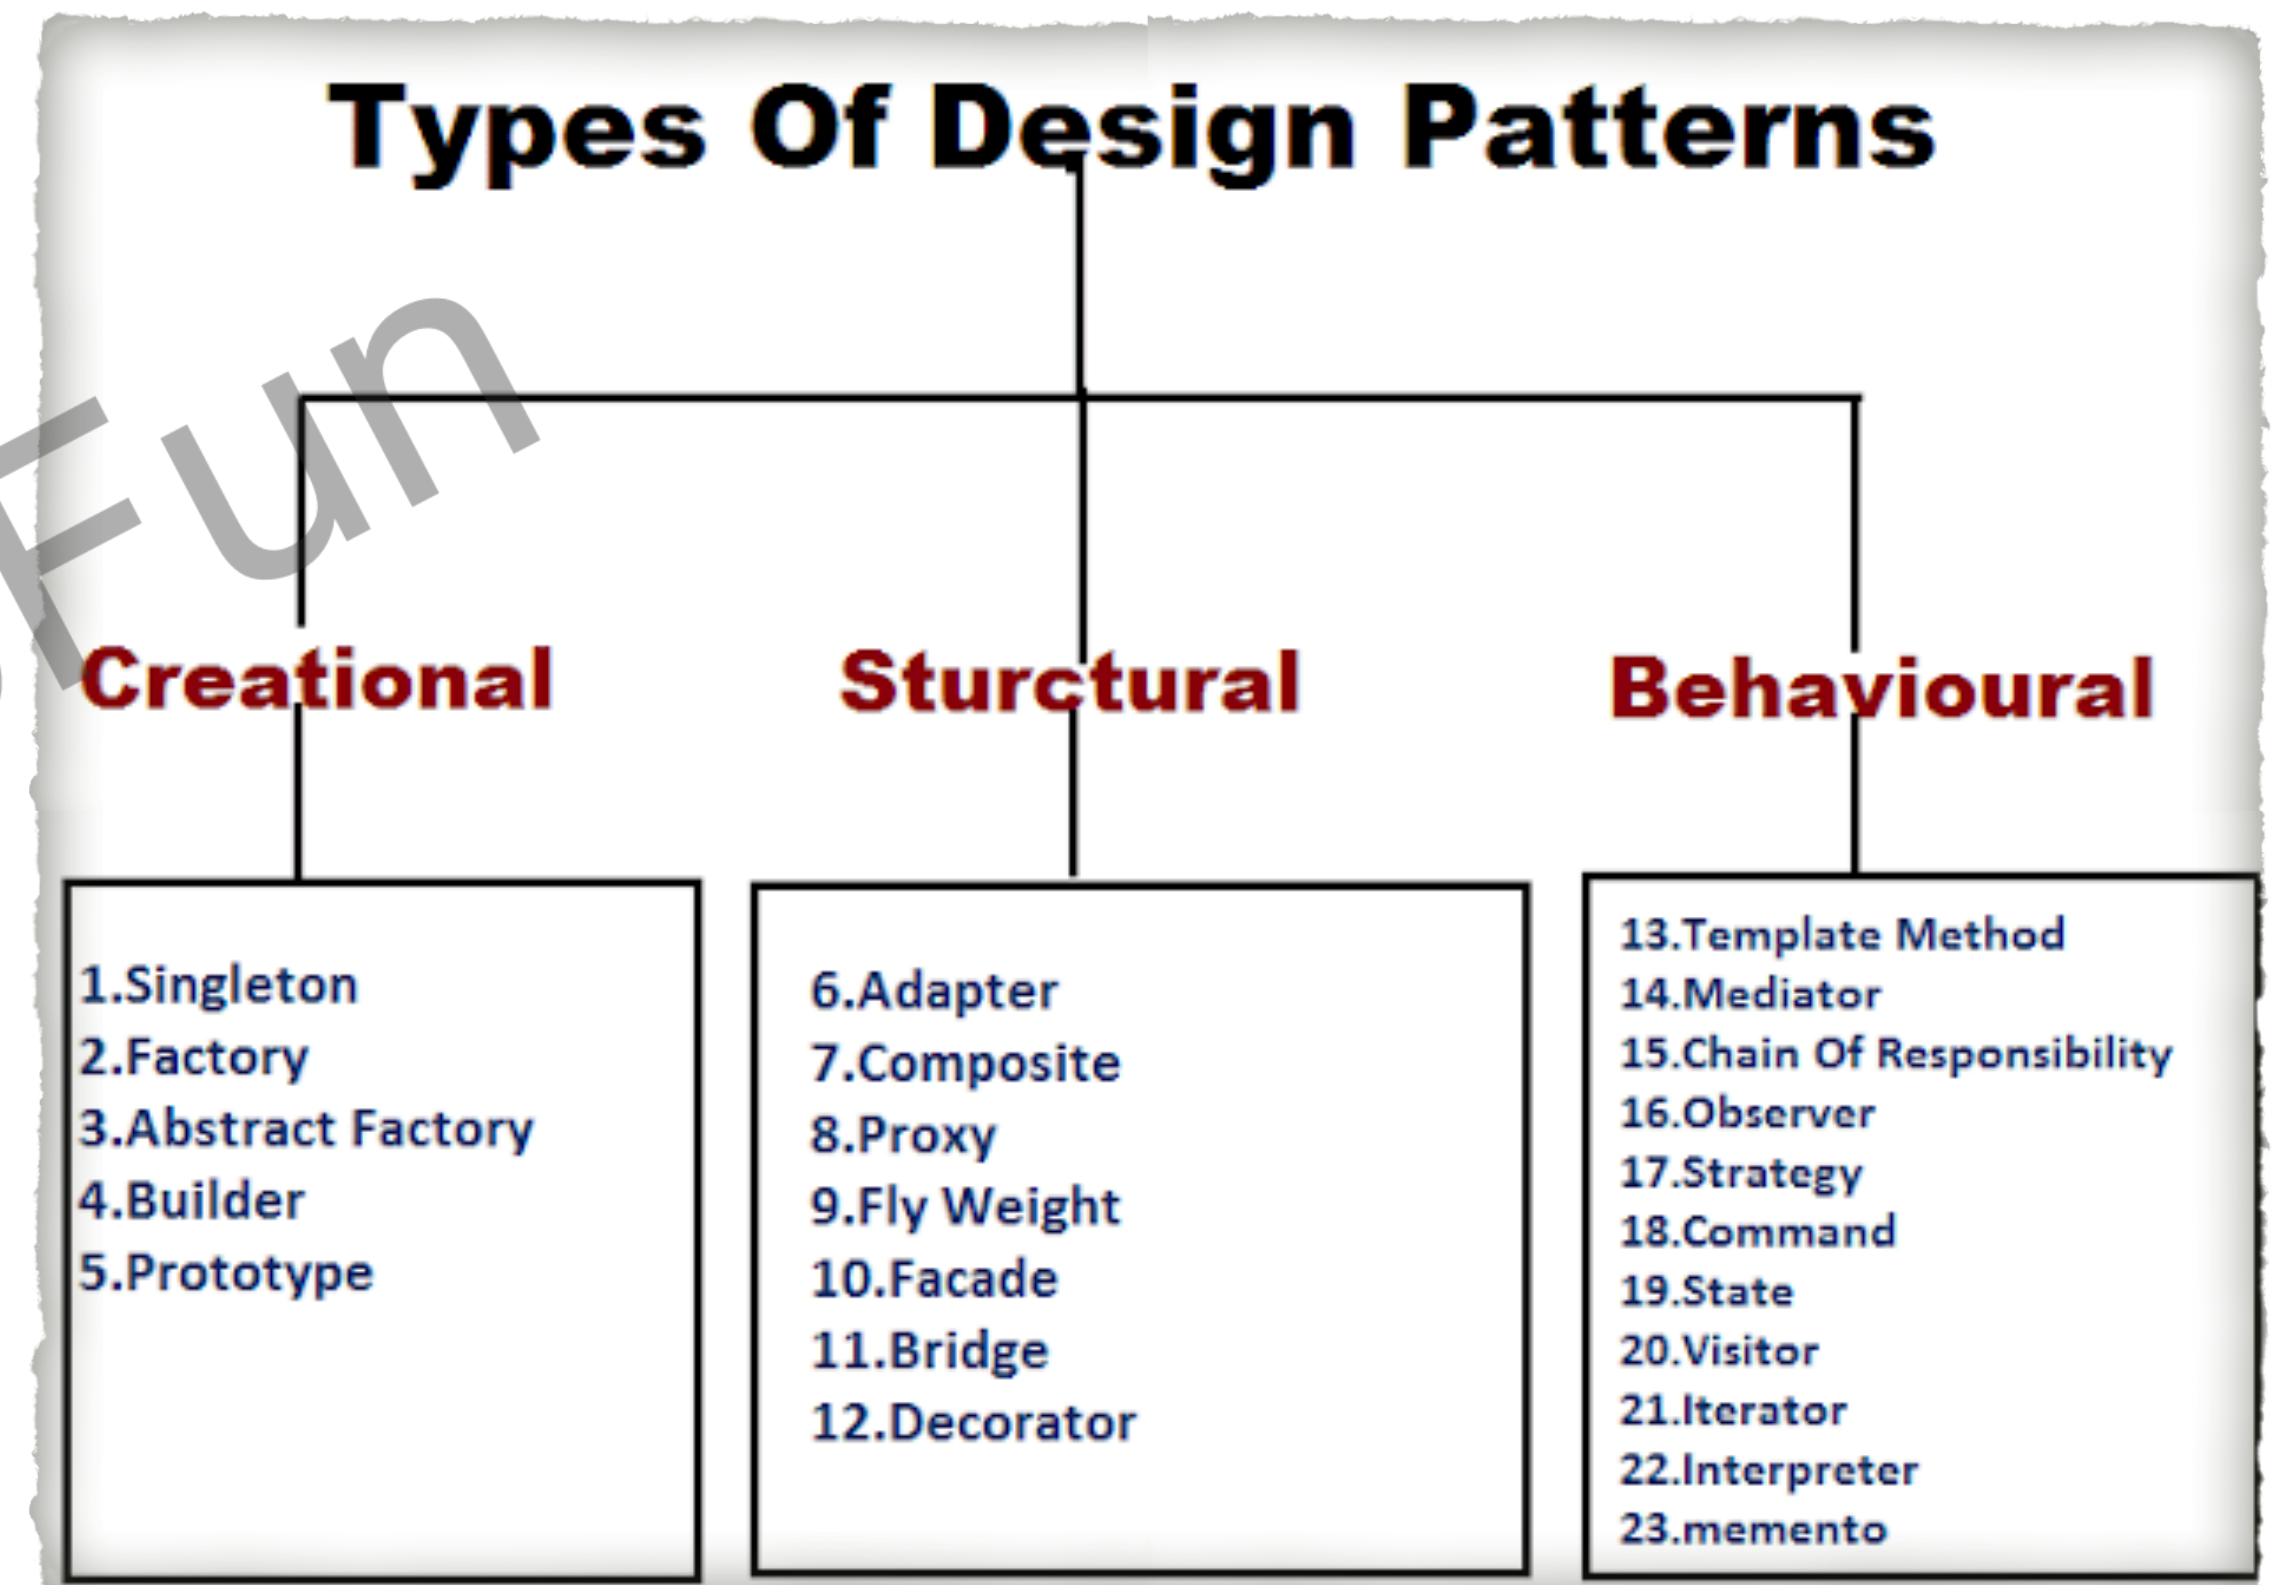 Types Of Design Patterns
Fun
Creational
Sturctural
Behavioural
1.Singleton
2.Factory
3.Abstract Factory
4.Builder
5.Prototype
6.Adapter
7.Composite
8.Proxy
9.Fly Weight
10.Facade
11.Bridge
12.Decorator
13.Template Method
14.Mediator
15.Chain Of Responsibility
16.Observer
17.Strategy
18.Command
19.State
20.Visitor
21.Iterator
22.Interpreter
23.memento